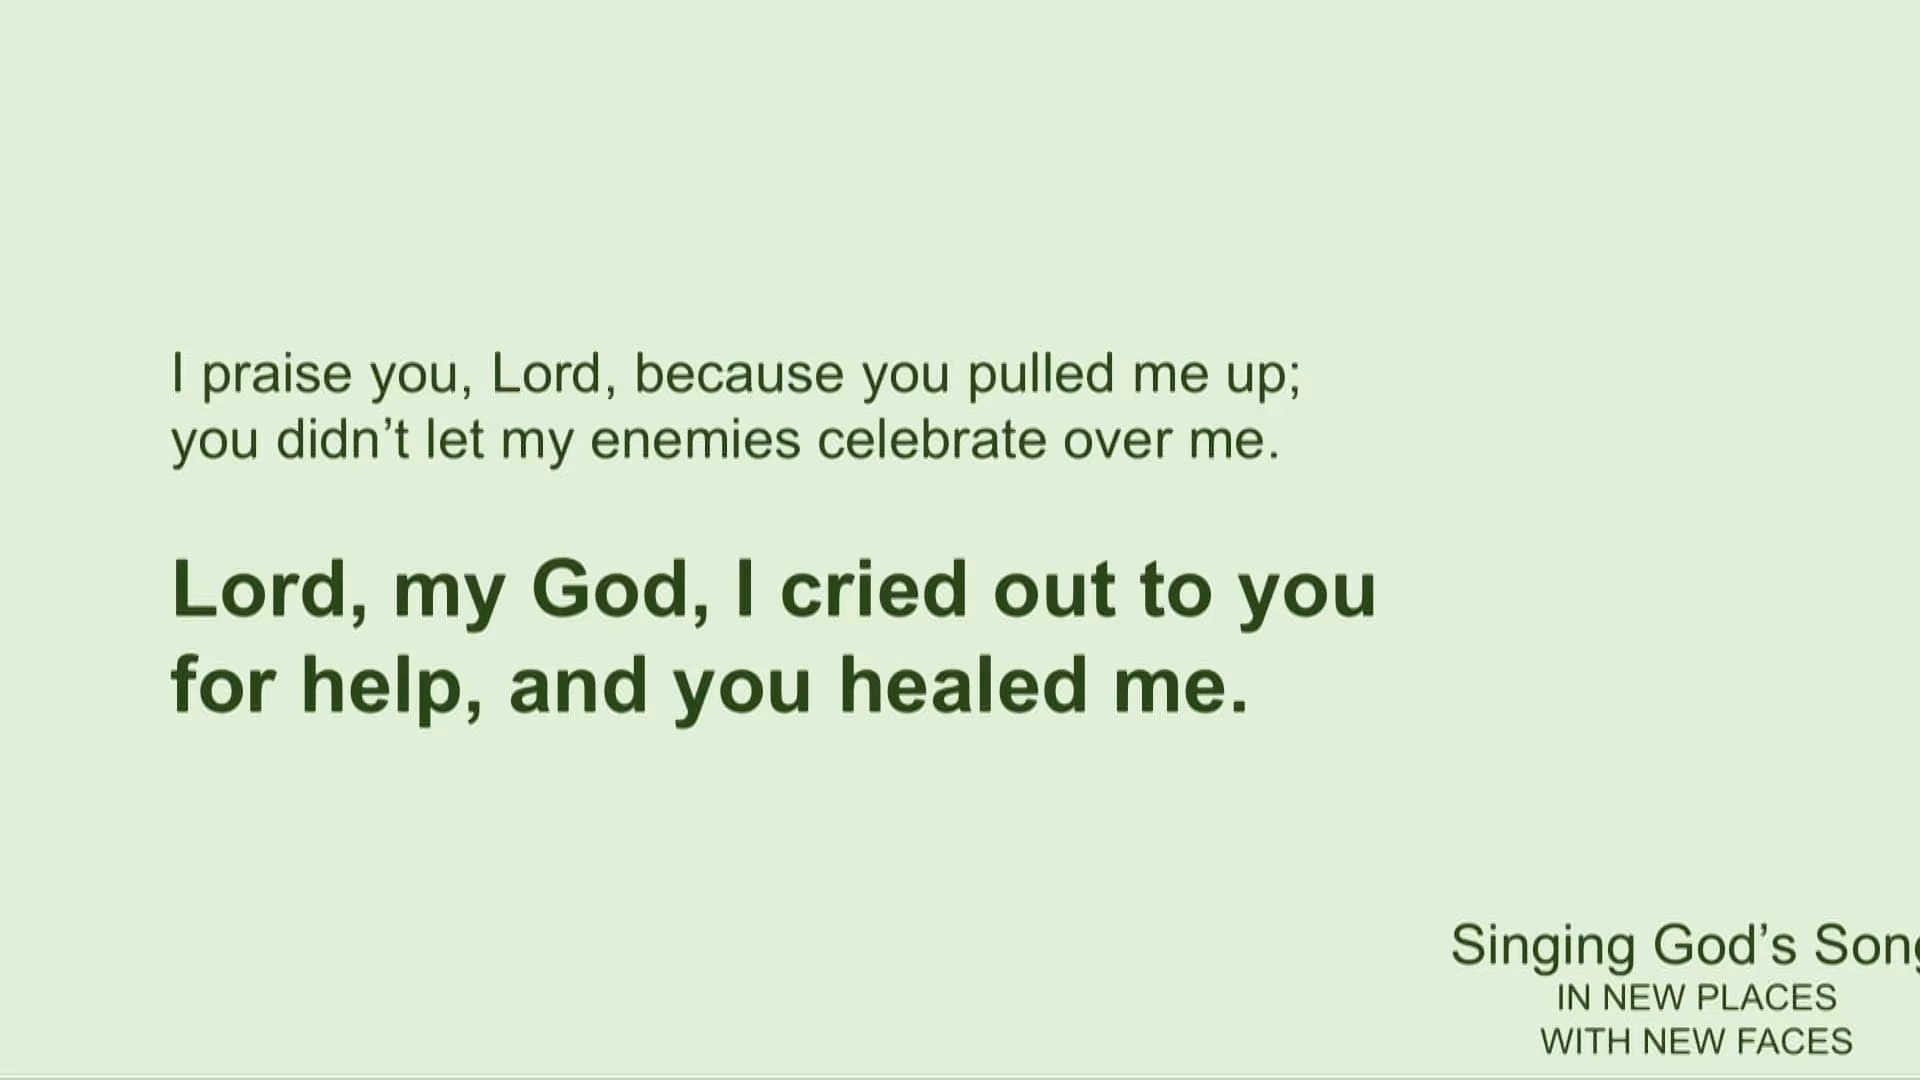 I praise you, Lord, because you pulled me up;
you didn’t let my enemies celebrate over me.
Lord, my God, I cried out to you
for help, and you healed me.
Singing God’s Song
IN NEW PLACES
WITH NEW FACES